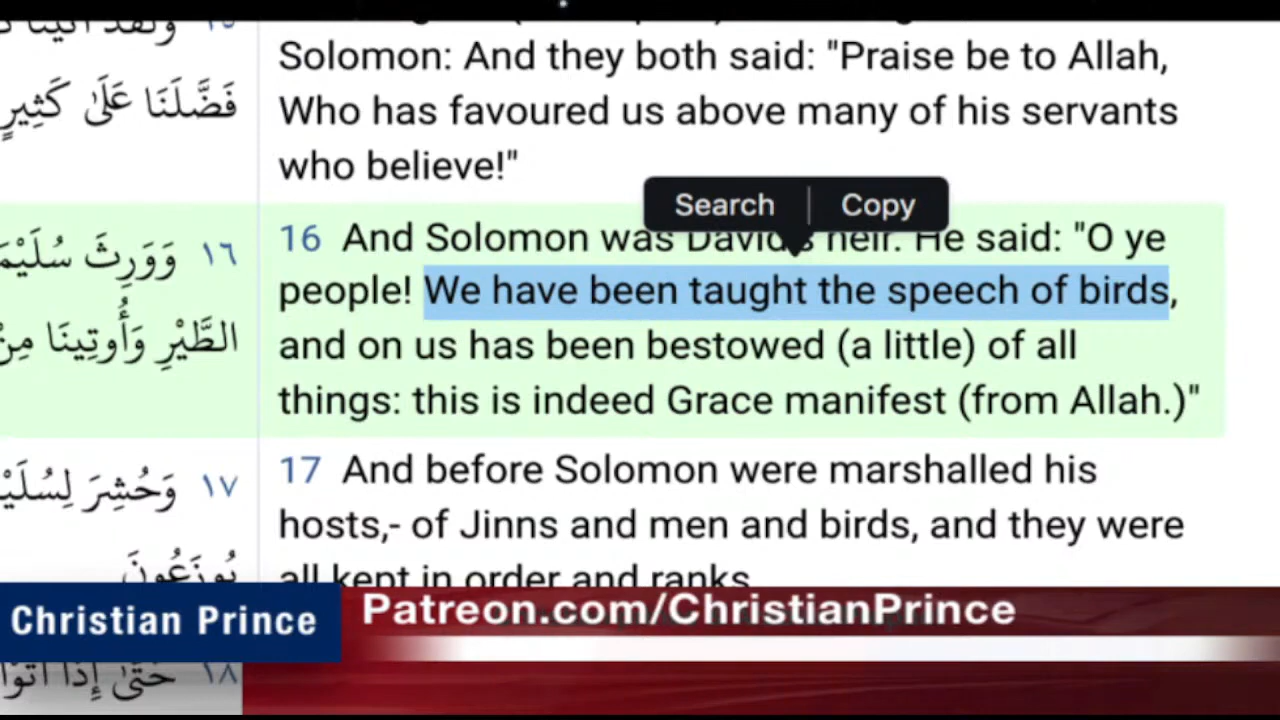 Solomon: And they both said: "Praise be to Allah,
Who has favoured us above many of his servants
who believe!"
فَضَّلَنَا عَلَىٰ كَثِيرٍ
Search
Copy
16 And Solomon was David's heir. He said: "O ye
people! We have been taught the speech of birds,
and on us has been bestowed (a little) of all
things: this is indeed Grace manifest (from Allah.)"
١٦ وَوَرِثَ
الطَّيْرِ وَأُوتِينَا مِن
17 And before Solomon were marshalled his
hosts,- of Jinns and men and birds, and they were
all kept in order and ranks.
١٧ وَحُشِرَ
يُوزَعُونَ
Christian Prince
Patreon.com/ChristianPrince
١٨ حَتَّىٰ إِذَا